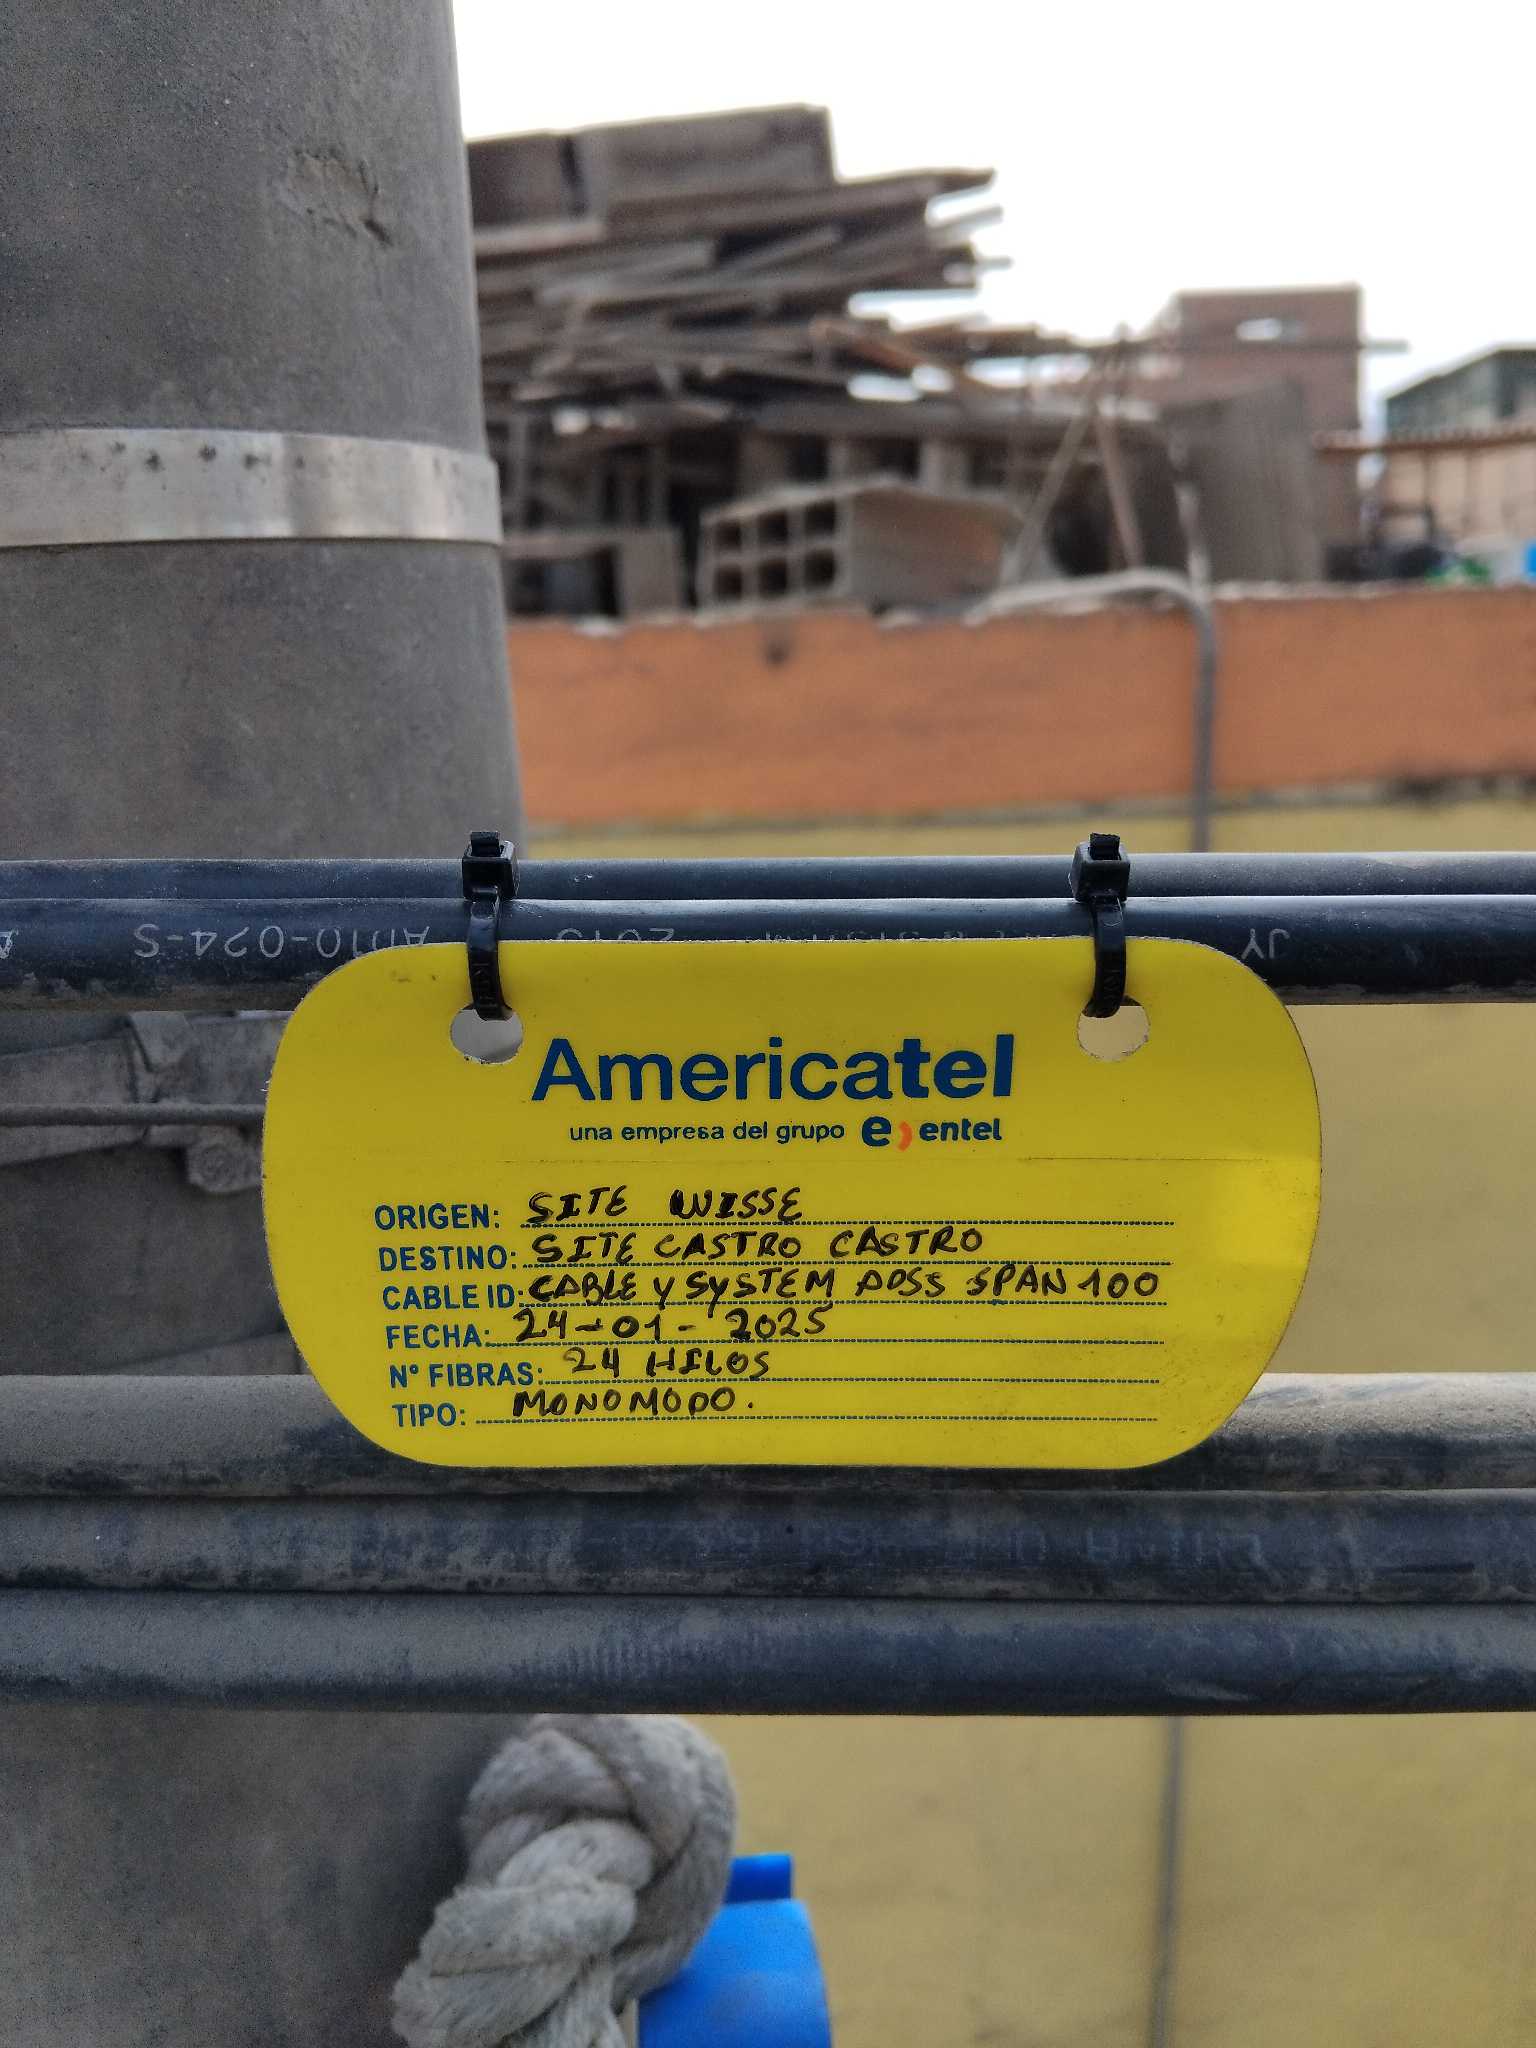 Americatel
una empresa del grupo e) entel
ORIGEN: SITE WISSE
DESTINO: SITE CASTRO CASTRO
CABLE ID: CABLE Y SYSTEM ADSS SPAN 100
FECHA: 24-01-2025
N° FIBRAS: 24 HILOS
TIPO: MONOMODO.